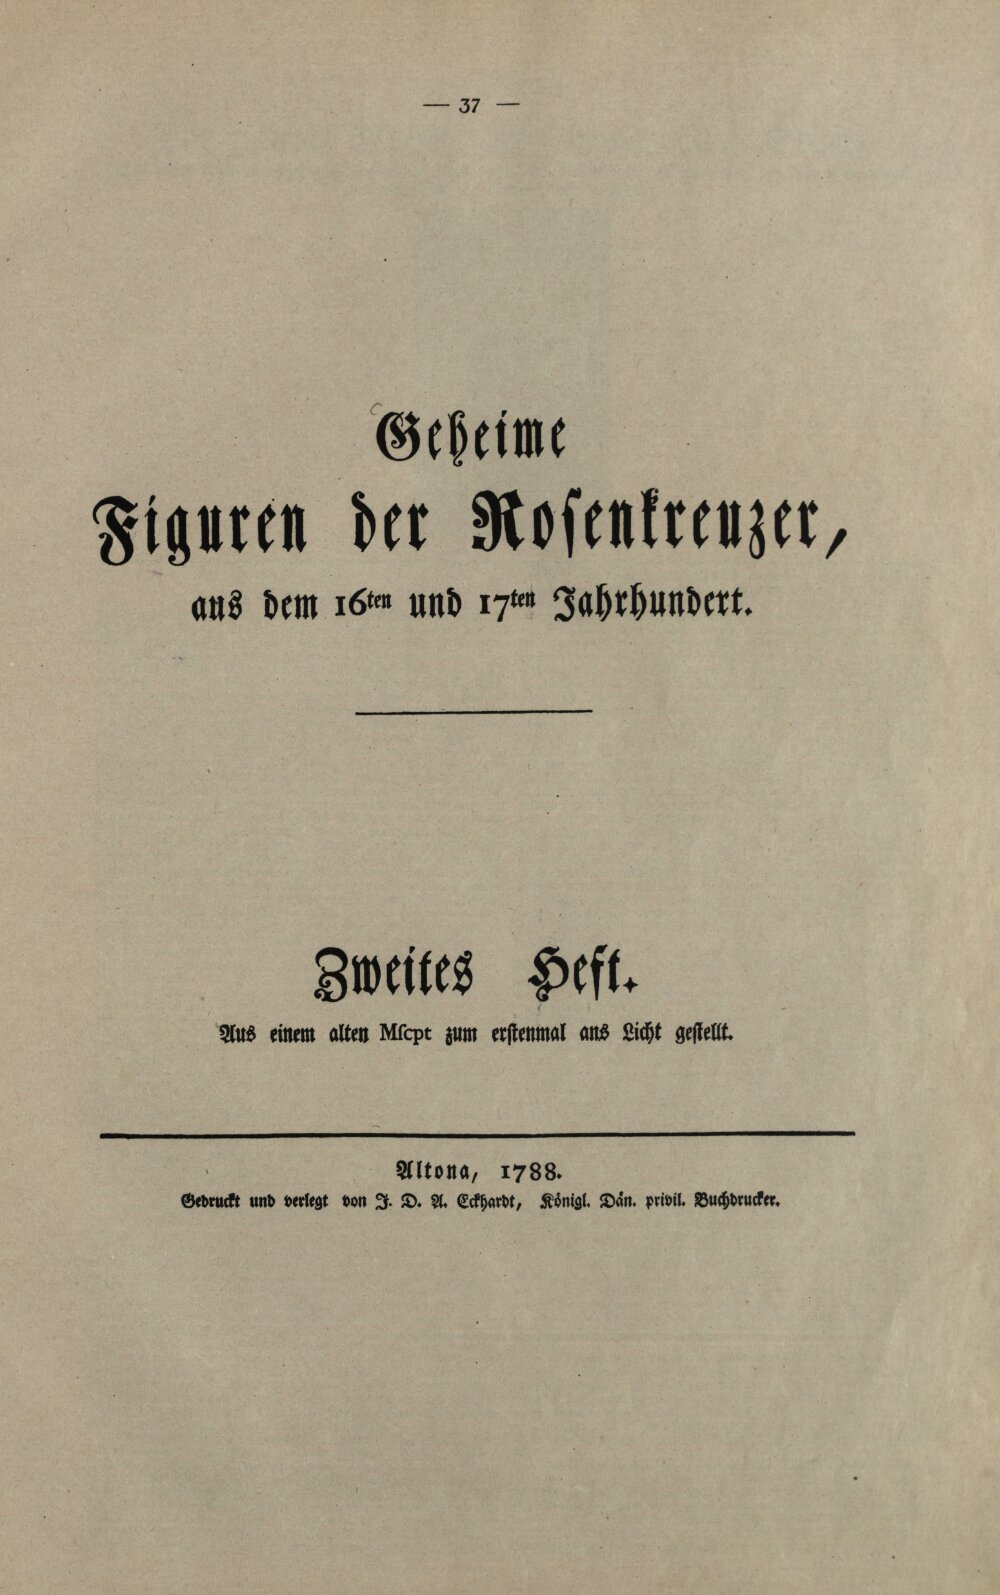 — 37 —
Geheime
Figuren der Rosenkreuzer,
aus dem 16ten und 17ten Jahrhundert.
Zweites Heft.
Aus einem alten Mſcpt zum erstenmal ans Licht gestellt.
Altona, 1788.
Gedruckt und verlegt von J. D. A. Eckhardt, Königl. Dän. privil. Buchdrucker.